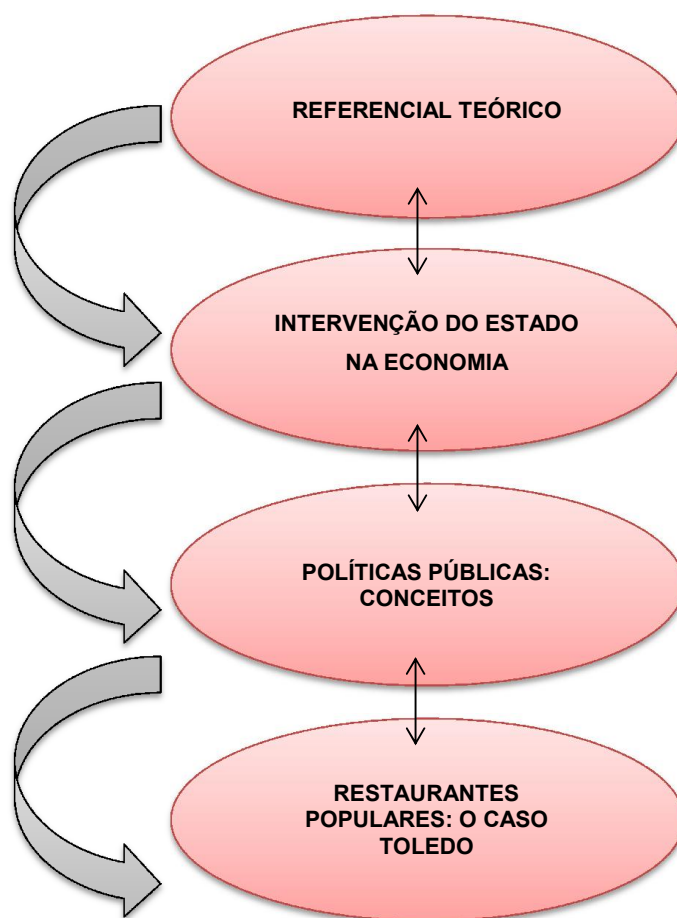 REFERENCIAL TEÓRICO
INTERVENÇÃO DO ESTADO
NA ECONOMIA
POLÍTICAS PÚBLICAS:
CONCEITOS
RESTAURANTES
POPULARES: O CASO
TOLEDO